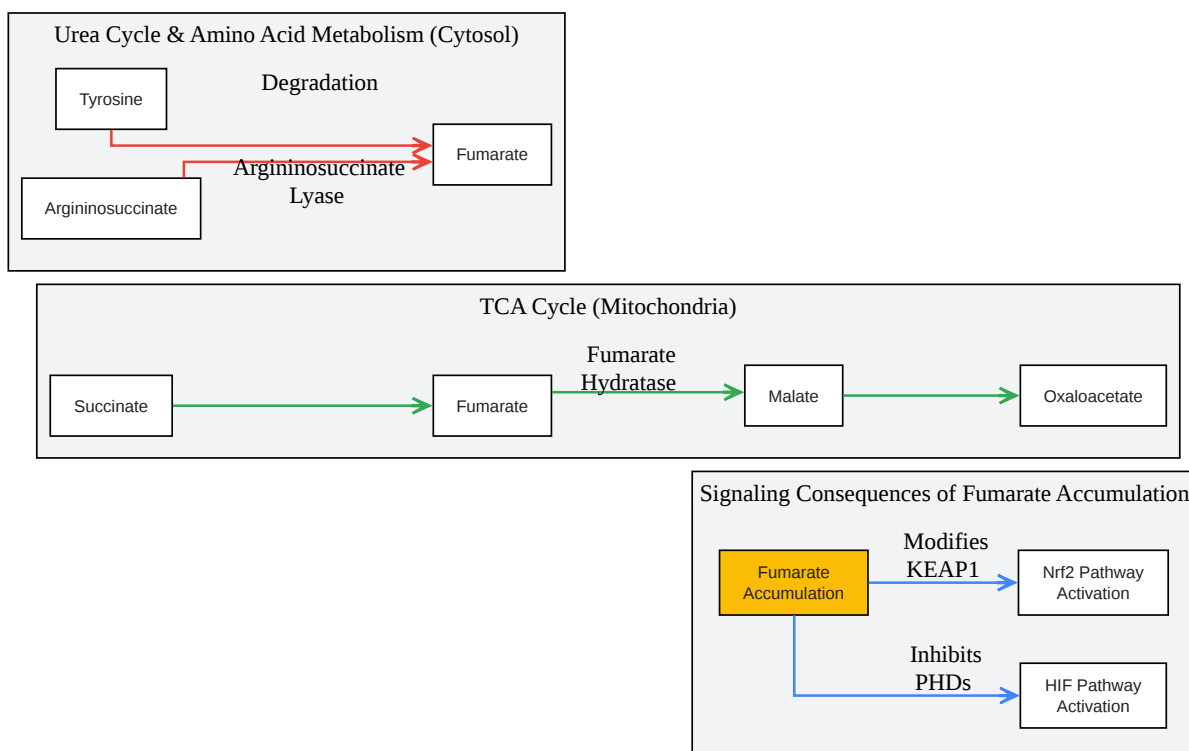 Urea Cycle & Amino Acid Metabolism (Cytosol)
Degradation
Tyrosine
Fumarate
Argininosuccinate
Lyase
Argininosuccinate
TCA Cycle (Mitochondria)
Fumarate
Hydratase
Succinate
Fumarate
Malate
Oxaloacetate
Signaling Consequences of Fumarate Accumulation
Modifies
KEAP1
Fumarate
Accumulation
Nrf2 Pathway
Activation
Inhibits
PHDs
HIF Pathway
Activation